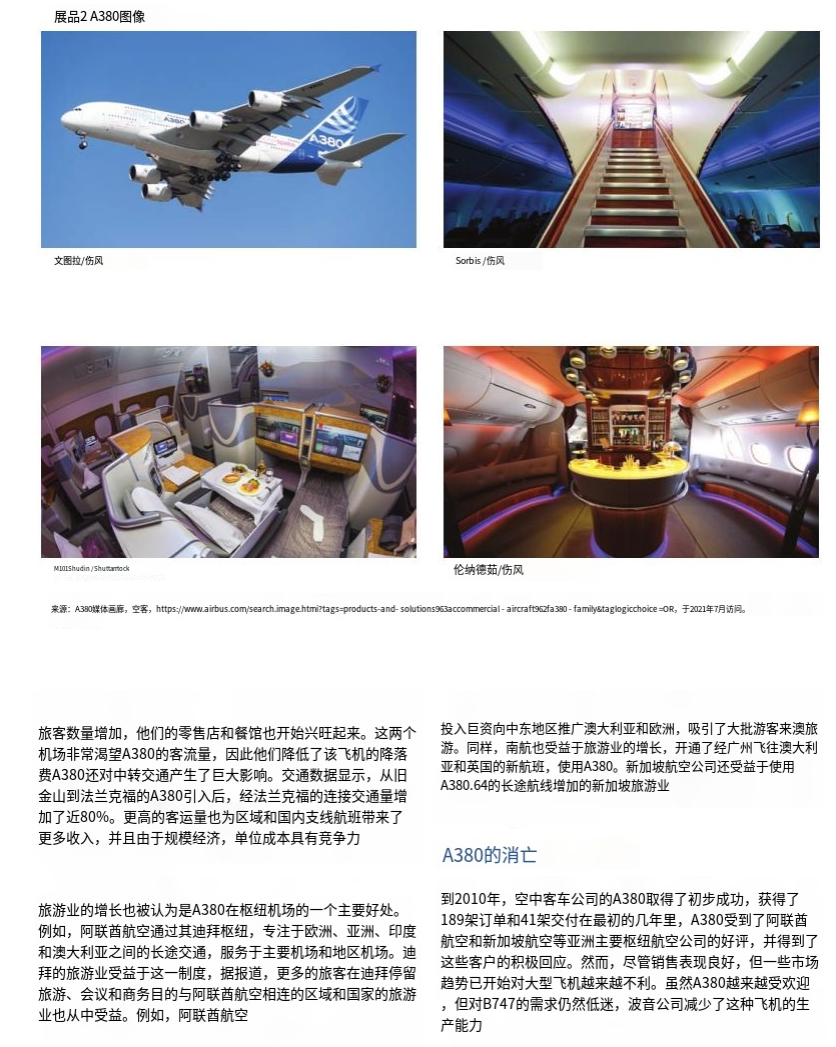 展品2 A380图像
A380
A380
文图拉/伤风
Sorbis /伤风
M101Shudin / Shutterrtock
伦纳德茹/伤风
来源：A380媒体画廊，空客，https://www.airbus.com/search.image.htmi?tags=products-and- solutions963accommercial - aircraft962fa380 - family&taglogicchoice =OR，于2021年7月访问。
旅客数量增加，他们的零售店和餐馆也开始兴旺起来。这两个
机场非常渴望A380的客流量，因此他们降低了该飞机的降落
费A380还对中转交通产生了巨大影响。交通数据显示，从旧
金山到法兰克福的A380引入后，经法兰克福的连接交通量增
加了近80%。更高的客运量也为区域和国内支线航班带来了
更多收入，并且由于规模经济，单位成本具有竞争力
旅游业的增长也被认为是A380在枢纽机场的一个主要好处。
例如，阿联酋航空通过其迪拜枢纽，专注于欧洲、亚洲、印度
和澳大利亚之间的长途交通，服务于主要机场和地区机场。迪
拜的旅游业受益于这一制度，据报道，更多的旅客在迪拜停留
旅游、会议和商务目的与阿联酋航空相连的区域和国家的旅游
业也从中受益。例如，阿联酋航空
投入巨资向中东地区推广澳大利亚和欧洲，吸引了大批游客来澳旅
游。同样，南航也受益于旅游业的增长，开通了经广州飞往澳大利
亚和英国的新航班，使用A380。新加坡航空公司还受益于使用
A380.64的长途航线增加的新加坡旅游业
A380的消亡
到2010年，空中客车公司的A380取得了初步成功，获得了
189架订单和41架交付在最初的几年里，A380受到了阿联酋
航空和新加坡航空等亚洲主要枢纽航空公司的好评，并得到了
这些客户的积极回应。然而，尽管销售表现良好，但一些市场
趋势已开始对大型飞机越来越不利。虽然A380越来越受欢迎
，但对B747的需求仍然低迷，波音公司减少了这种飞机的生
产能力